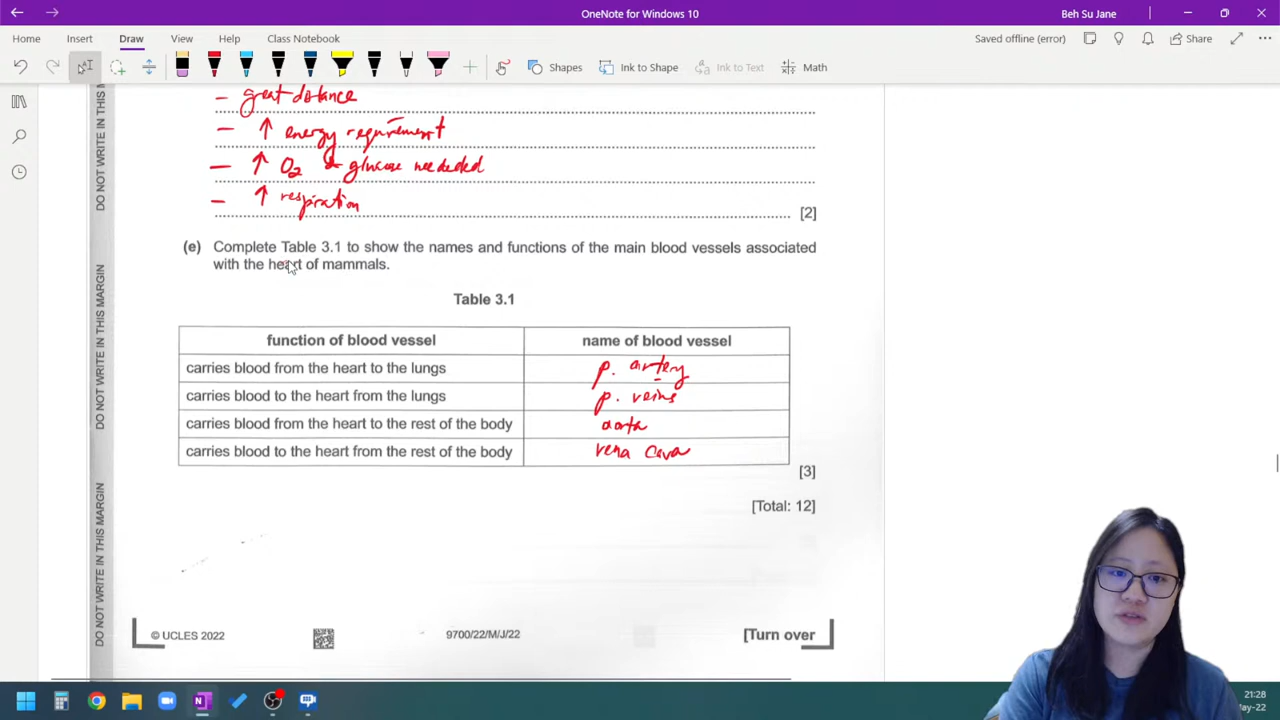 OneNote for Windows 10
Beh Su Jane
Home Insert Draw View Help Class Notebook
Saved offline (error)
Share
Shapes
Ink to Shape
Ink to Text
Math
DO NOT WRITE IN THIS MARGIN
– great distance
– ↑ energy requirement
– ↑ O2 & glucose needed
– ↑ respiration
[2]
(e) Complete Table 3.1 to show the names and functions of the main blood vessels associated
with the heart of mammals.
Table 3.1
function of blood vessel name of blood vessel
carries blood from the heart to the lungs p. artery
carries blood to the heart from the lungs p. veins
carries blood from the heart to the rest of the body aorta
carries blood to the heart from the rest of the body vena cava
DO NOT WRITE IN THIS MARGIN
[3]
[Total: 12]
DO NOT WRITE IN THIS MARGIN
© UCLES 2022
9700/22/M/J/22
[Turn over
21:28
May-22